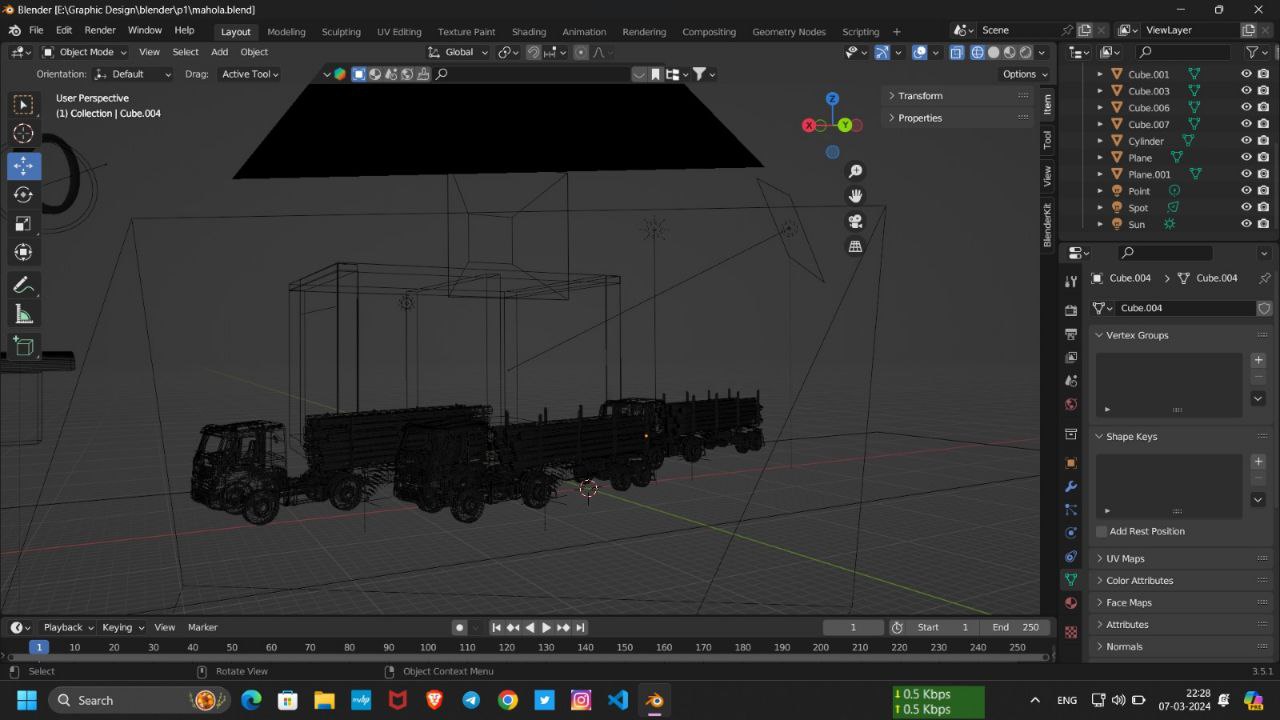 Blender [E:\Graphic Design\blender\p1\mahola.blend]
File Edit Render Window Help Layout Modeling Sculpting UV Editing Texture Paint Shading Animation Rendering Compositing Geometry Nodes Scripting + Scene ViewLayer
Object Mode View Select Add Object Global
Orientation: Default Drag: Active Tool Options
User Perspective
(1) Collection | Cube.004
Z
X
Y
Transform
Properties
Item
Tool
View
BlenderKit
Cube.001
Cube.003
Cube.006
Cube.007
Cylinder
Plane
Plane.001
Point
Spot
Sun
Cube.004 > Cube.004
Cube.004
Vertex Groups
Shape Keys
Add Rest Position
UV Maps
Color Attributes
Face Maps
Attributes
Normals
Playback Keying View Marker 1 Start 1 End 250
1 10 20 30 40 50 60 70 80 90 100 110 120 130 140 150 160 170 180 190 200 210 220 230 240 250
Select Rotate View Object Context Menu 3.5.1
Search
0.5 Kbps
0.5 Kbps
ENG
22:28
07-03-2024
PRE